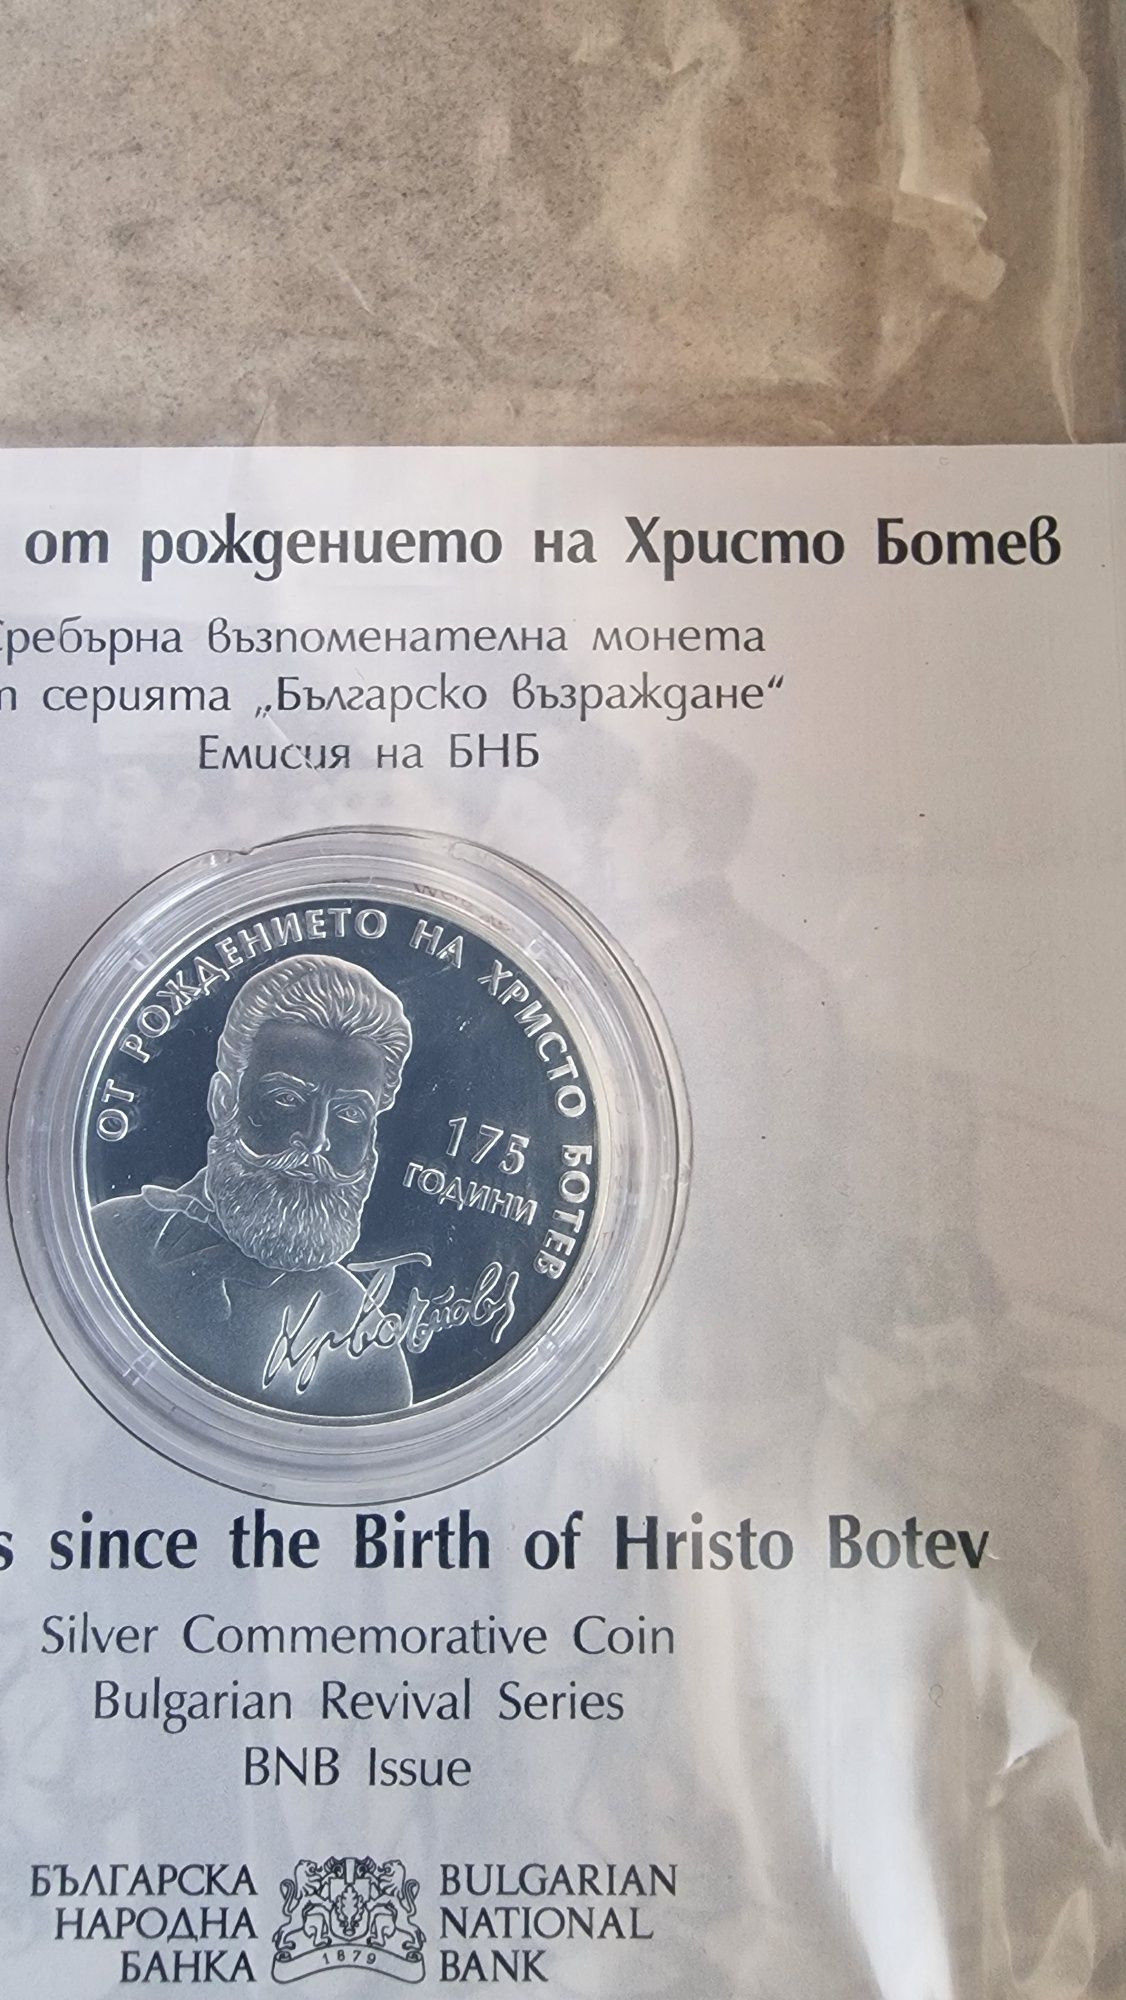 от рождението на Христо Ботев
Сребърна възпоменателна монета
серията „Българско възраждане“
Емисия на БНБ
ОТ РОЖДЕНИЕТО НА ХРИСТО БОТЕВ
175
ГОДИНИ
since the Birth of Hristo Botev
Silver Commemorative Coin
Bulgarian Revival Series
BNB Issue
БЪЛГАРСКА
НАРОДНА
БАНКА
1879
BULGARIAN
NATIONAL
BANK